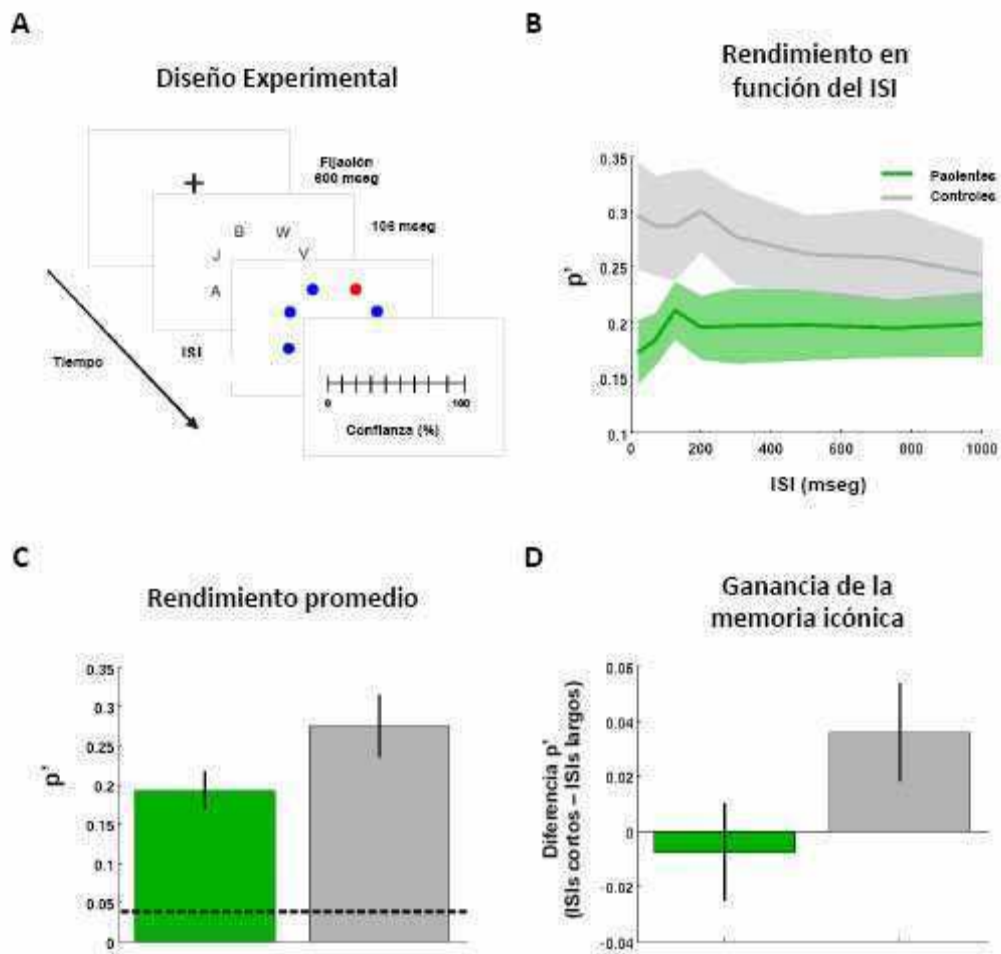 A
Diseño Experimental
Fijación
600 mseg
+
B W
106 mseg
J V
A
ISI
Tiempo
0 100
Confianza (%)
B
Rendimiento en
función del ISI
0.35
0.3
0.25
0.2
0.15
0.1
p'
Pacientes
Controles
0 200 400 600 800 1000
ISI (mseg)
C
Rendimiento promedio
0.35
0.3
0.25
0.2
0.15
0.1
0.05
0
p'
D
Ganancia de la
memoria icónica
0.06
0.04
0.02
0
-0.02
-0.04
Diferencia p'
(ISIs cortos – ISIs largos)